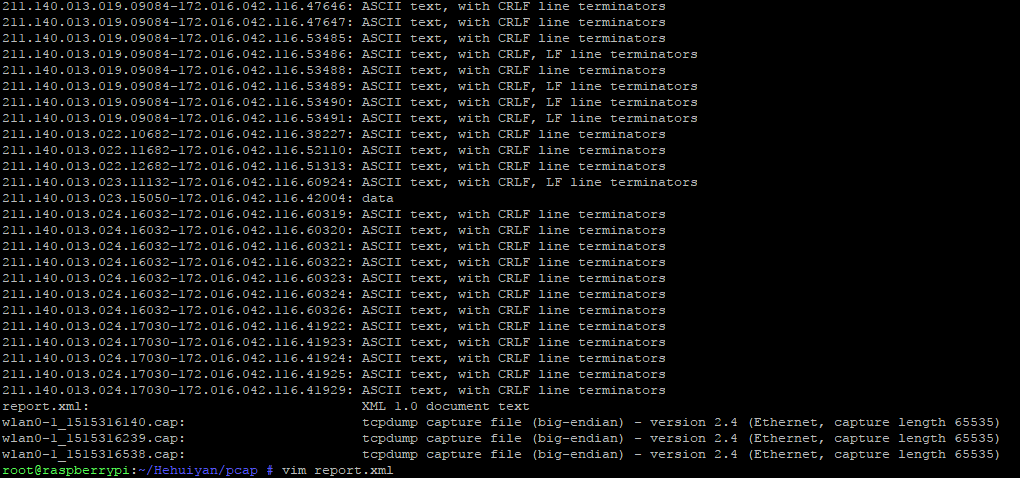 211.140.013.019.09084-172.016.042.116.47646: ASCII text, with CRLF line terminators
211.140.013.019.09084-172.016.042.116.47647: ASCII text, with CRLF line terminators
211.140.013.019.09084-172.016.042.116.53485: ASCII text, with CRLF line terminators
211.140.013.019.09084-172.016.042.116.53486: ASCII text, with CRLF, LF line terminators
211.140.013.019.09084-172.016.042.116.53488: ASCII text, with CRLF line terminators
211.140.013.019.09084-172.016.042.116.53489: ASCII text, with CRLF, LF line terminators
211.140.013.019.09084-172.016.042.116.53490: ASCII text, with CRLF, LF line terminators
211.140.013.019.09084-172.016.042.116.53491: ASCII text, with CRLF, LF line terminators
211.140.013.022.10682-172.016.042.116.38227: ASCII text, with CRLF line terminators
211.140.013.022.11682-172.016.042.116.52110: ASCII text, with CRLF line terminators
211.140.013.022.12682-172.016.042.116.51313: ASCII text, with CRLF line terminators
211.140.013.023.11132-172.016.042.116.60924: ASCII text, with CRLF, LF line terminators
211.140.013.023.15050-172.016.042.116.42004: data
211.140.013.024.16032-172.016.042.116.60319: ASCII text, with CRLF line terminators
211.140.013.024.16032-172.016.042.116.60320: ASCII text, with CRLF line terminators
211.140.013.024.16032-172.016.042.116.60321: ASCII text, with CRLF line terminators
211.140.013.024.16032-172.016.042.116.60322: ASCII text, with CRLF line terminators
211.140.013.024.16032-172.016.042.116.60323: ASCII text, with CRLF line terminators
211.140.013.024.16032-172.016.042.116.60324: ASCII text, with CRLF line terminators
211.140.013.024.16032-172.016.042.116.60326: ASCII text, with CRLF line terminators
211.140.013.024.17030-172.016.042.116.41922: ASCII text, with CRLF line terminators
211.140.013.024.17030-172.016.042.116.41923: ASCII text, with CRLF line terminators
211.140.013.024.17030-172.016.042.116.41924: ASCII text, with CRLF line terminators
211.140.013.024.17030-172.016.042.116.41925: ASCII text, with CRLF line terminators
211.140.013.024.17030-172.016.042.116.41929: ASCII text, with CRLF line terminators
report.xml: XML 1.0 document text
wlan0-1_1515316140.cap: tcpdump capture file (big-endian) - version 2.4 (Ethernet, capture length 65535)
wlan0-1_1515316239.cap: tcpdump capture file (big-endian) - version 2.4 (Ethernet, capture length 65535)
wlan0-1_1515316538.cap: tcpdump capture file (big-endian) - version 2.4 (Ethernet, capture length 65535)
root@raspberrypi:~/Hehuiyan/pcap # vim report.xml